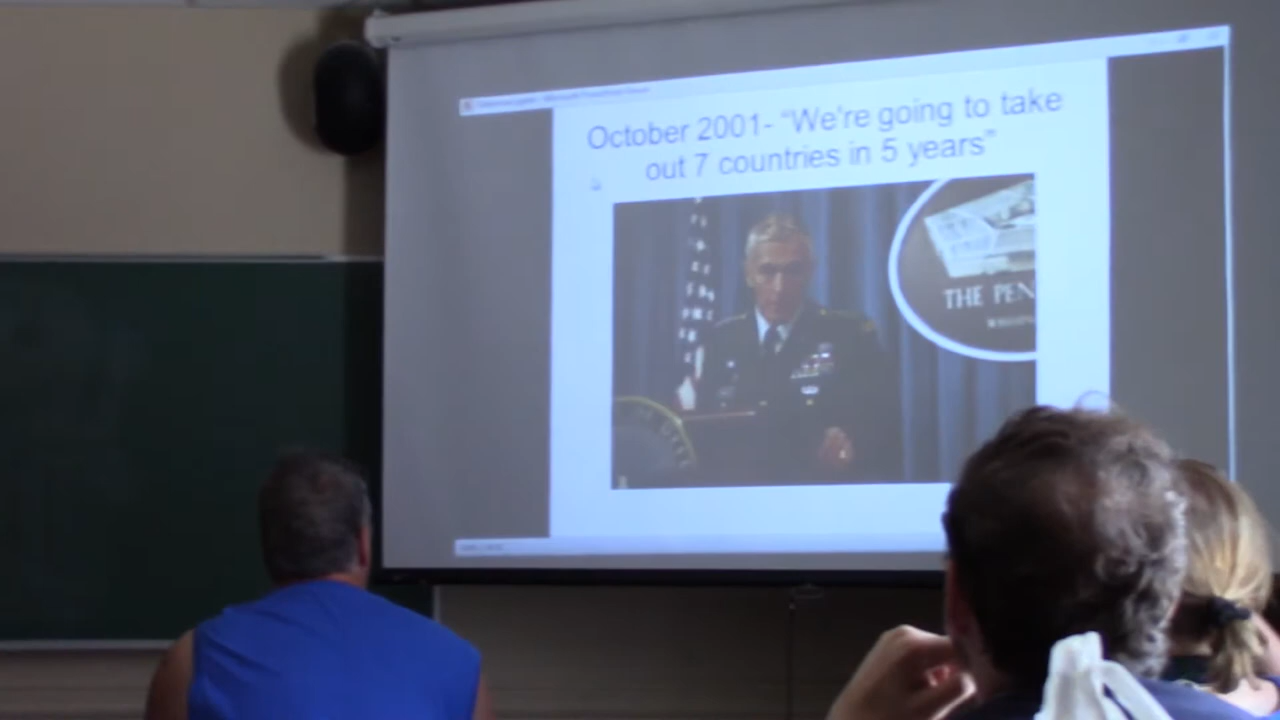 October 2001- “We’re going to take
out 7 countries in 5 years”
THE PEN